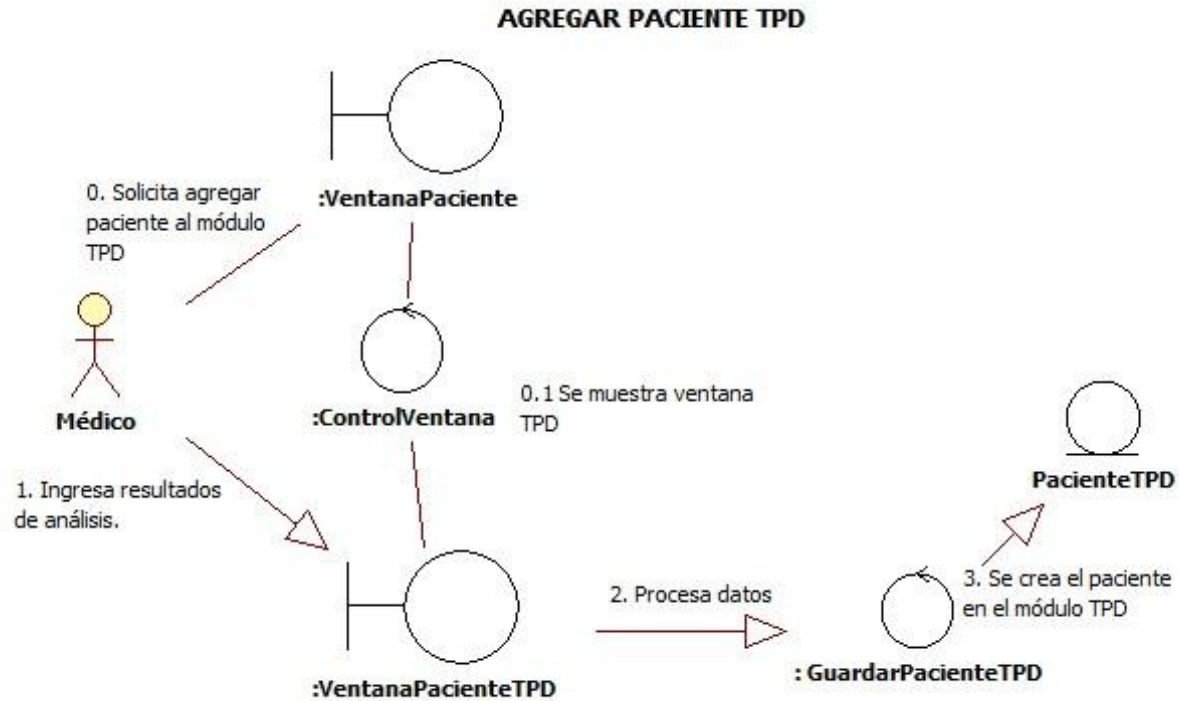 AGREGAR PACIENTE TPD
:VentanaPaciente
0. Solicita agregar
paciente al módulo
TPD
Médico
:ControlVentana
0.1 Se muestra ventana
TPD
1. Ingresa resultados
de análisis.
:VentanaPacienteTPD
2. Procesa datos
: GuardarPacienteTPD
3. Se crea el paciente
en el módulo TPD
PacienteTPD